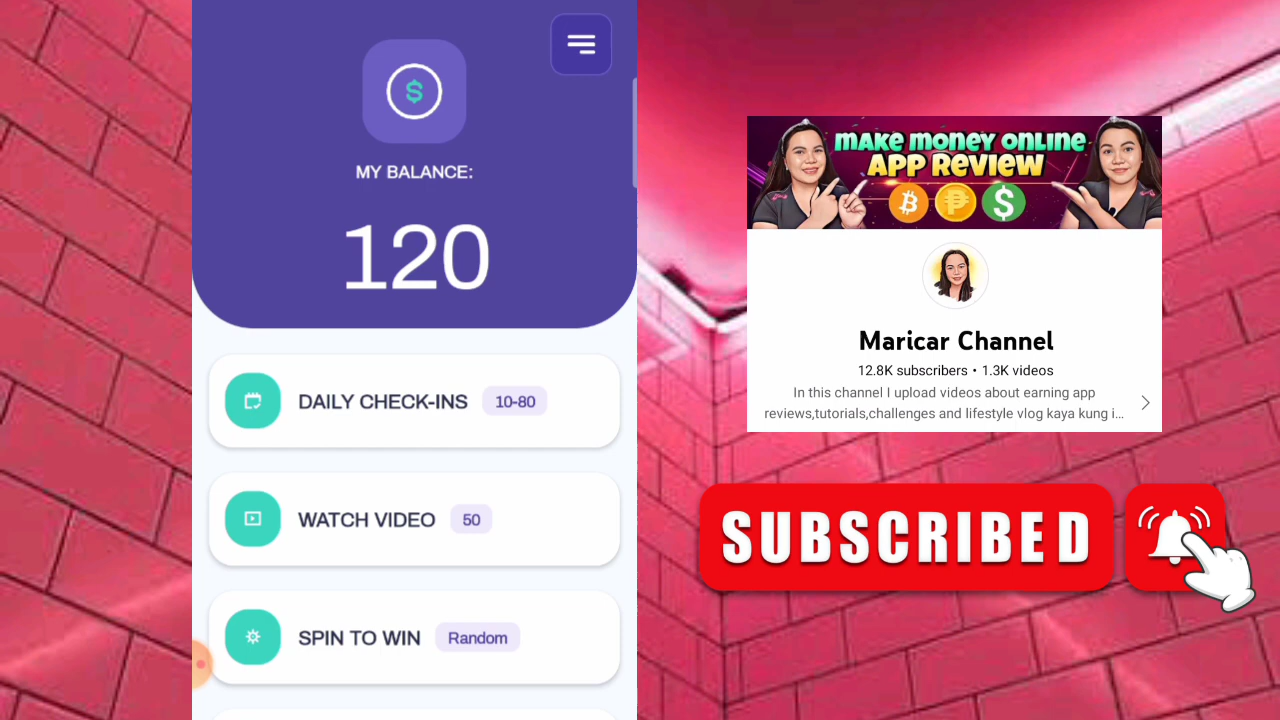 MY BALANCE:
120
DAILY CHECK-INS 10-80
WATCH VIDEO 50
SPIN TO WIN Random
MAKE MONEY ONLINE
APP REVIEW
Maricar Channel
12.8K subscribers • 1.3K videos
In this channel I upload videos about earning app
reviews,tutorials,challenges and lifestyle vlog kaya kung i...
SUBSCRIBED